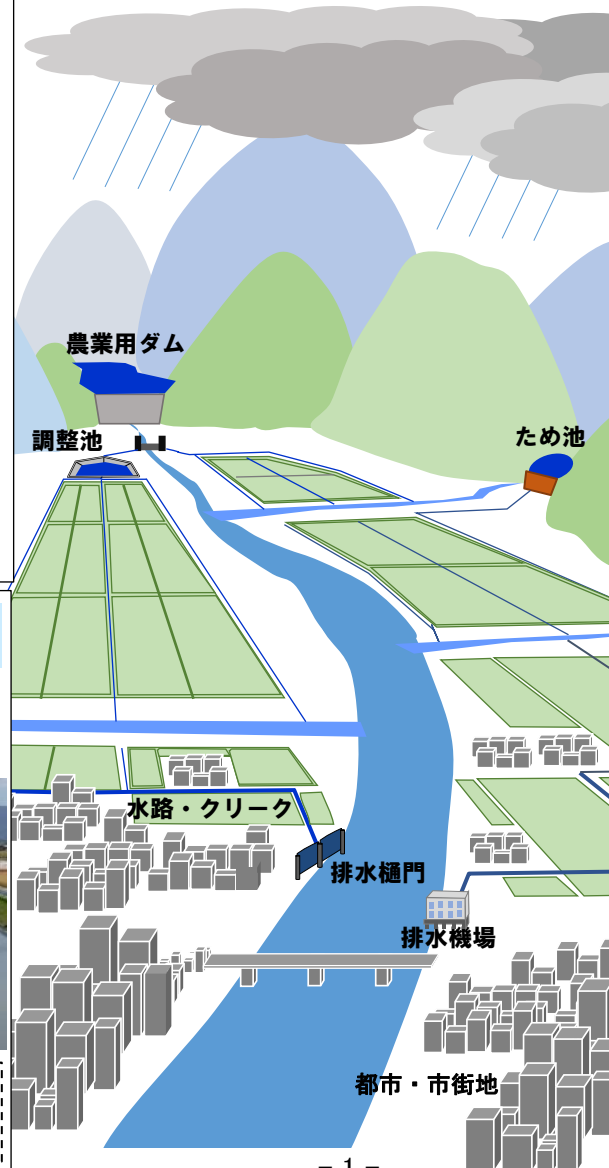 農業用ダム
調整池
ため池
水路・クリーク
排水樋門
排水機場
都市・市街地
- 1 -